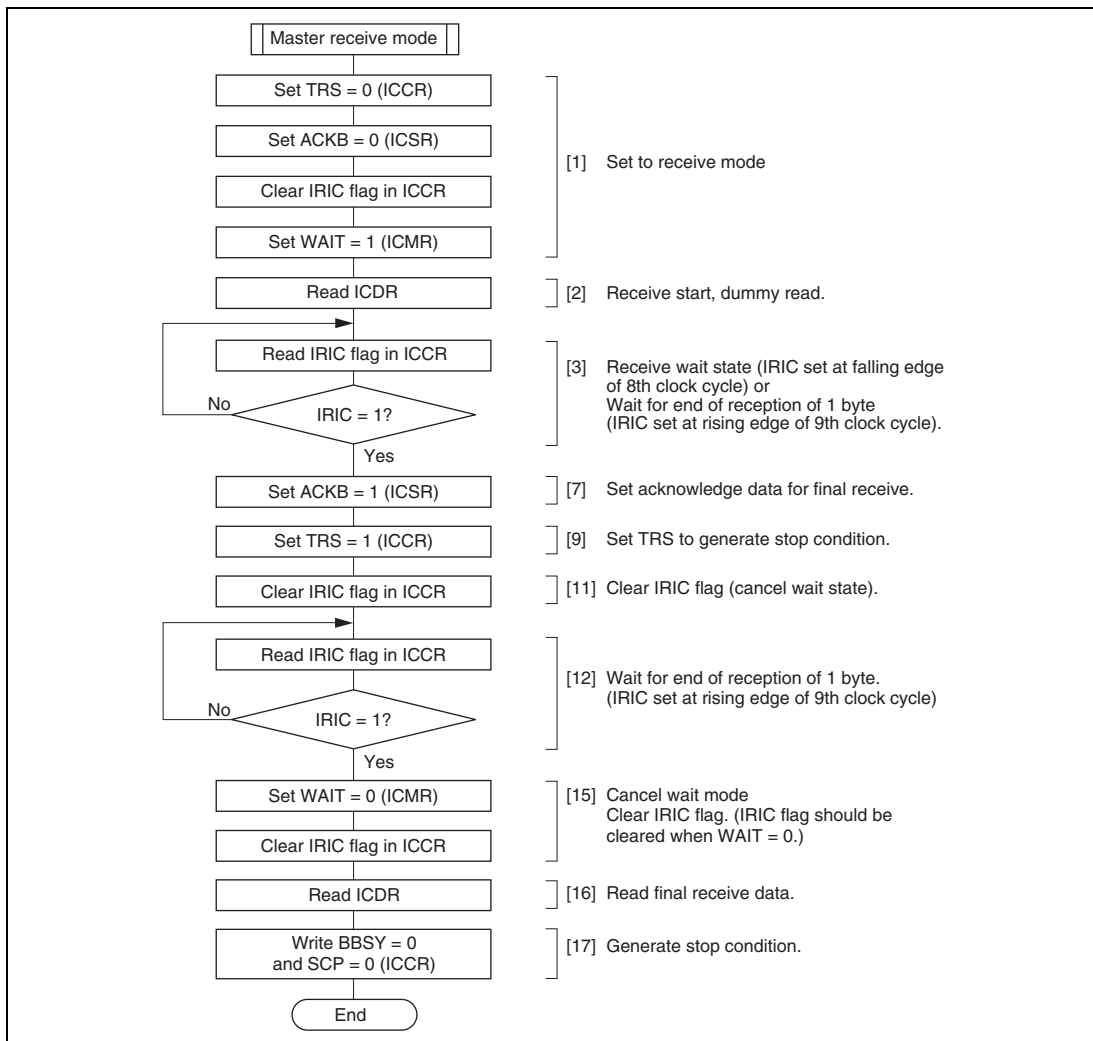 Master receive mode
Set TRS = 0 (ICCR)
Set ACKB = 0 (ICSR)
Clear IRIC flag in ICCR
Set WAIT = 1 (ICMR)
[1] Set to receive mode
Read ICDR
[2] Receive start, dummy read.
Read IRIC flag in ICCR
No
IRIC = 1?
Yes
[3] Receive wait state (IRIC set at falling edge
of 8th clock cycle) or
Wait for end of reception of 1 byte
(IRIC set at rising edge of 9th clock cycle).
Set ACKB = 1 (ICSR)
[7] Set acknowledge data for final receive.
Set TRS = 1 (ICCR)
[9] Set TRS to generate stop condition.
Clear IRIC flag in ICCR
[11] Clear IRIC flag (cancel wait state).
Read IRIC flag in ICCR
No
IRIC = 1?
Yes
[12] Wait for end of reception of 1 byte.
(IRIC set at rising edge of 9th clock cycle)
Set WAIT = 0 (ICMR)
Clear IRIC flag in ICCR
[15] Cancel wait mode
Clear IRIC flag. (IRIC flag should be
cleared when WAIT = 0.)
Read ICDR
[16] Read final receive data.
Write BBSY = 0
and SCP = 0 (ICCR)
[17] Generate stop condition.
End